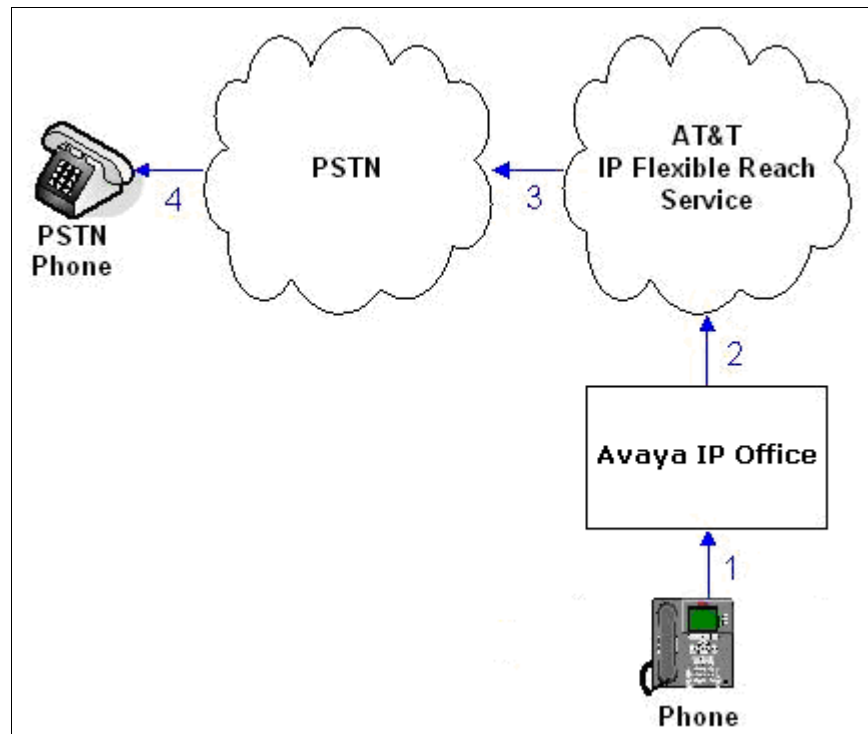 PSTN
AT&T
IP Flexible Reach
Service
4
3
PSTN
Phone
2
Avaya IP Office
1
Phone